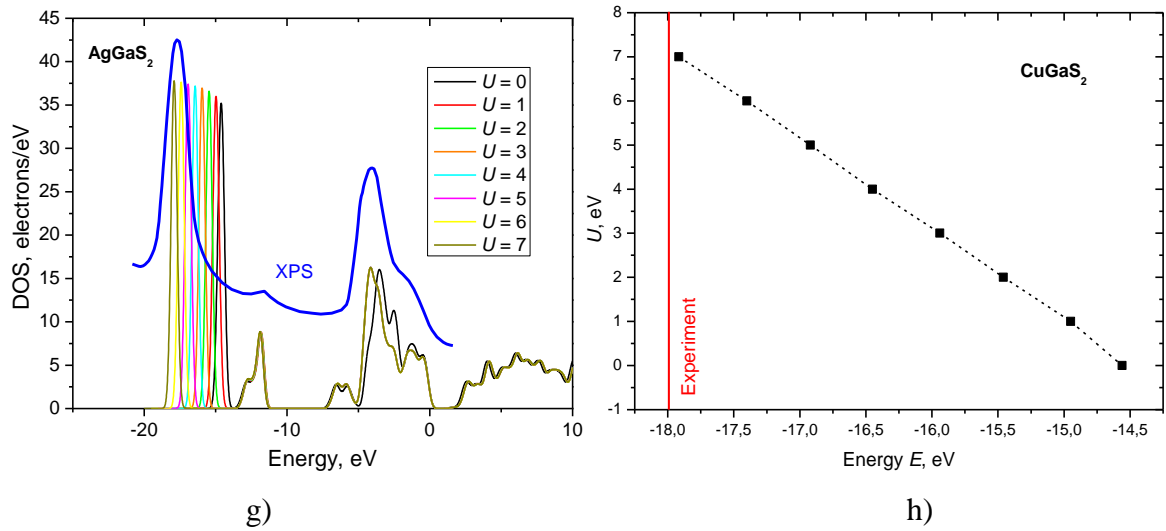 AgGaS2
XPS
U = 0
U = 1
U = 2
U = 3
U = 4
U = 5
U = 6
U = 7
45
40
35
30
25
20
15
10
5
0
DOS, electrons/eV
-20
-10
0
10
Energy, eV
g)
CuGaS2
Experiment
8
7
6
5
4
3
2
1
0
-1
U, eV
-18,0
-17,5
-17,0
-16,5
-16,0
-15,5
-15,0
-14,5
Energy E, eV
h)